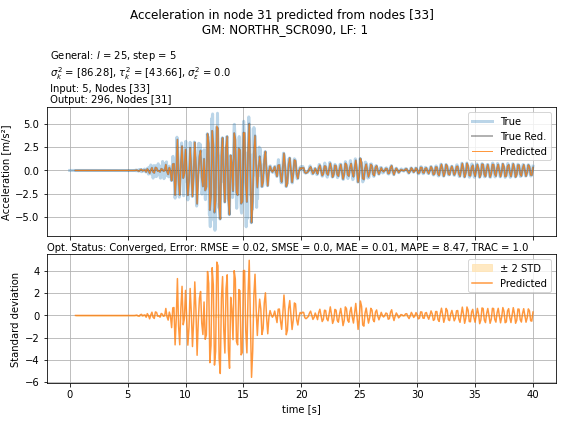 Acceleration in node 31 predicted from nodes [33]
GM: NORTHR_SCR090, LF: 1
General: l = 25, step = 5
σ²ₖ = [86.28], τ²ₖ = [43.66], σ²ε = 0.0
Input: 5, Nodes [33]
Output: 296, Nodes [31]
Acceleration [m/s²]
5.0
2.5
0.0
−2.5
−5.0
True
True Red.
Predicted
Opt. Status: Converged, Error: RMSE = 0.02, SMSE = 0.0, MAE = 0.01, MAPE = 8.47, TRAC = 1.0
Standard deviation
4
2
0
−2
−4
−6
± 2 STD
Predicted
0 5 10 15 20 25 30 35 40
time [s]